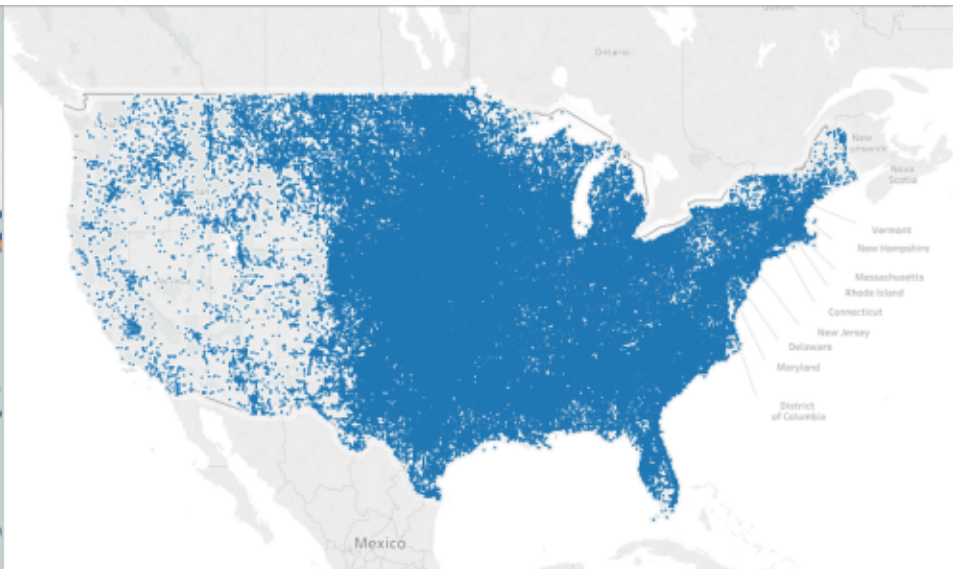 Ontario
New
Nova
Scotia
Vermont
New Hampshire
Massachusetts
Rhode Island
Connecticut
New Jersey
Delaware
Maryland
District
of Columbia
Mexico